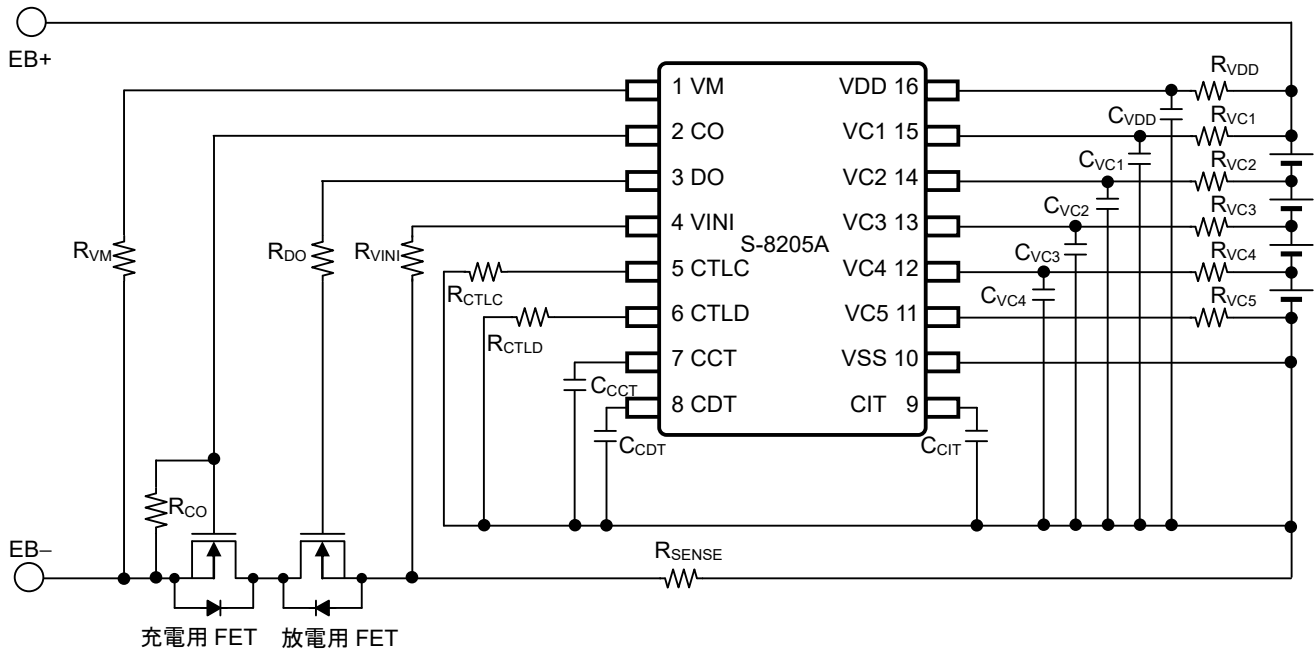 EB+
1 VM
2 CO
3 DO
4 VINI
5 CTLC
6 CTLD
7 CCT
8 CDT
S-8205A
VDD 16
VC1 15
VC2 14
VC3 13
VC4 12
VC5 11
VSS 10
CIT 9
RVDD
RVC1
RVC2
RVC3
RVC4
RVC5
CVDD
CVC1
CVC2
CVC3
CVC4
RVM
RDO
RVINI
RCTLC
RCTLD
CCCT
CCDT
CCIT
RCO
EB−
RSENSE
充電用 FET
放電用 FET